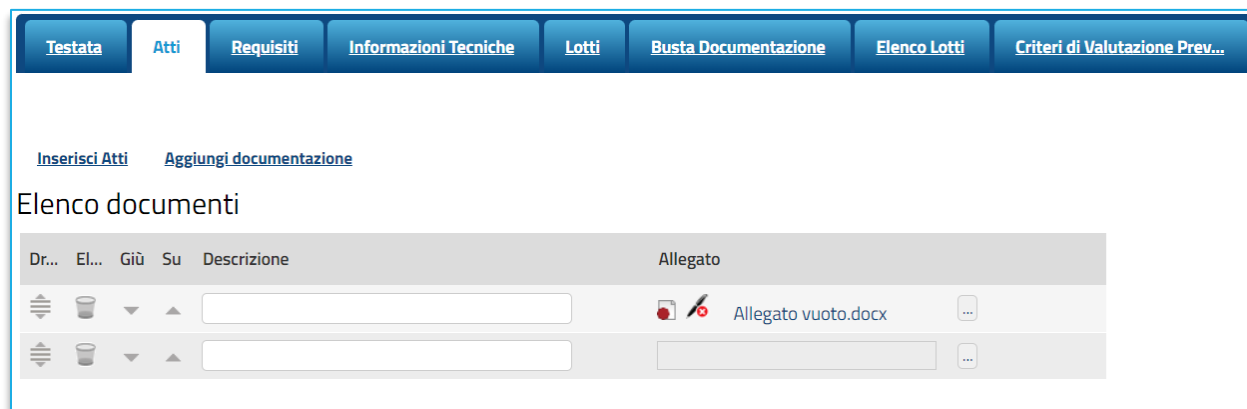 Testata Atti Requisiti Informazioni Tecniche Lotti Busta Documentazione Elenco Lotti Criteri di Valutazione Prev...
Inserisci Atti Aggiungi documentazione
Elenco documenti
Dr... El... Giù Su Descrizione Allegato
Allegato vuoto.docx ...
...